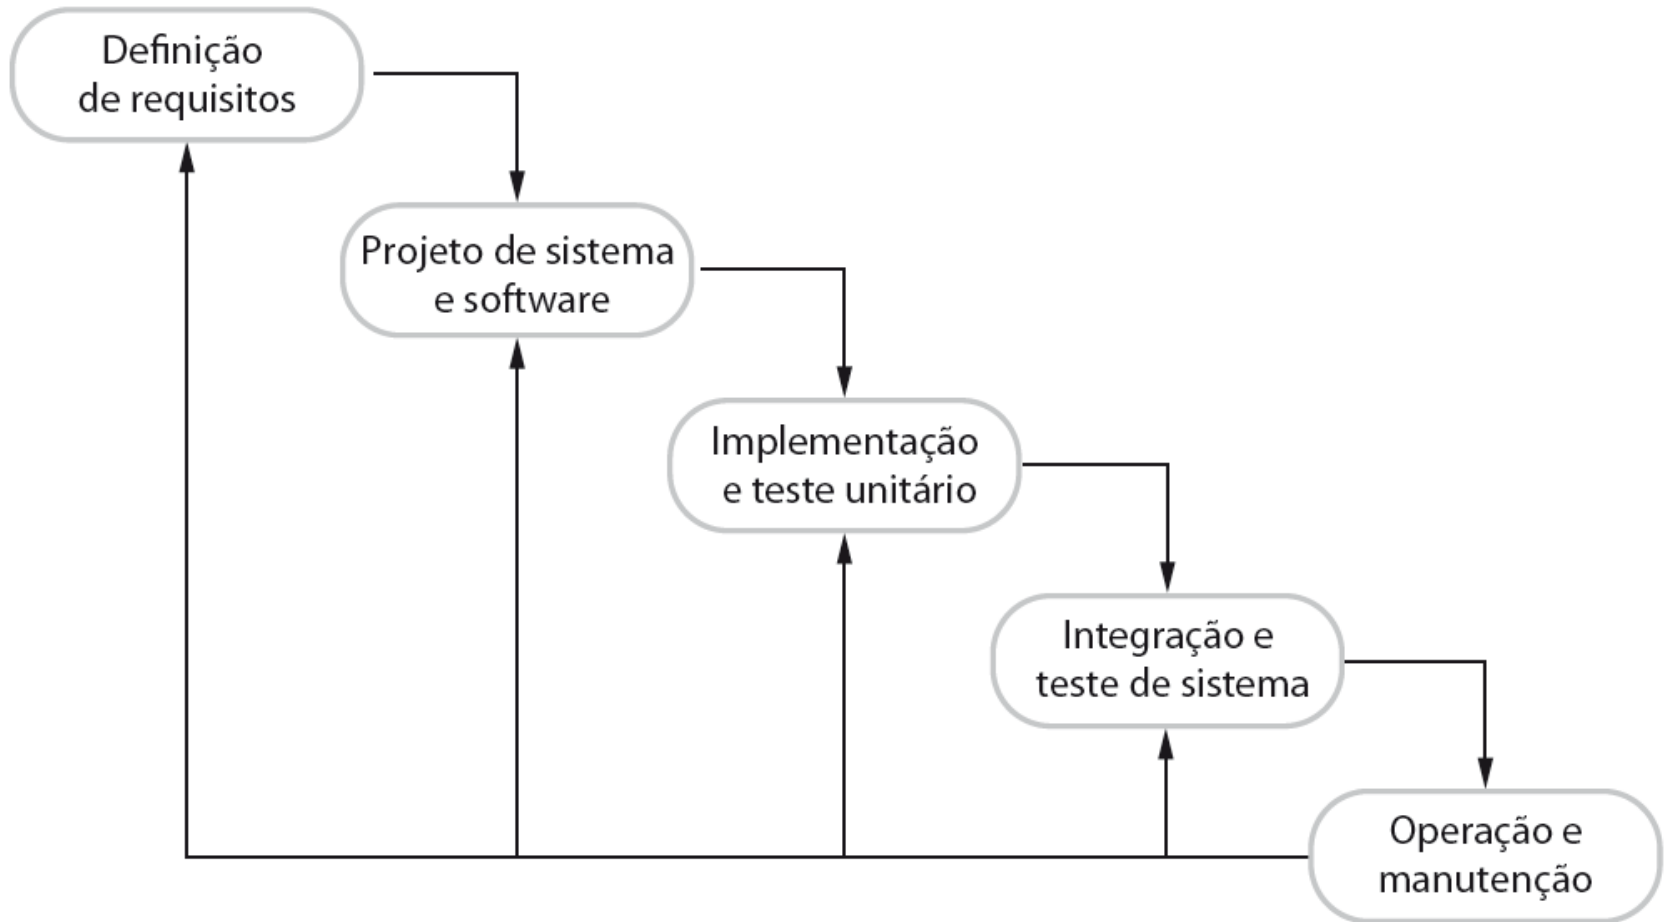 Definição
de requisitos
Projeto de sistema
e software
Implementação
e teste unitário
Integração e
teste de sistema
Operação e
manutenção